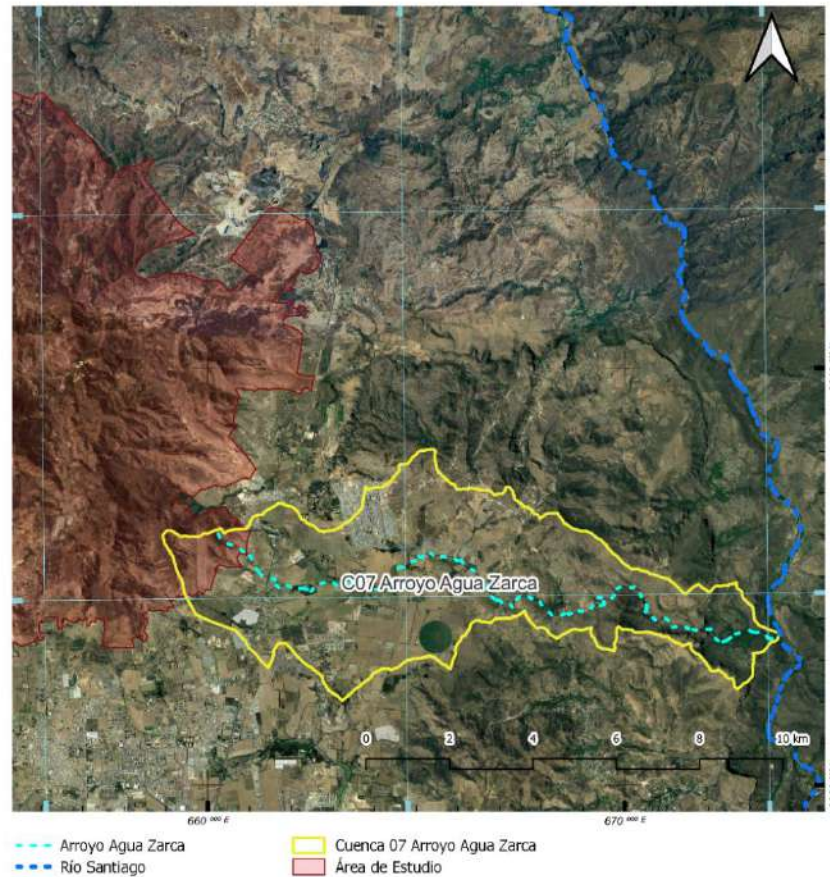 C07 Arroyo Agua Zarca
0 2 4 6 8 10 km
660 000 E 670 000 E
Arroyo Agua Zarca Cuenca 07 Arroyo Agua Zarca
Río Santiago Área de Estudio